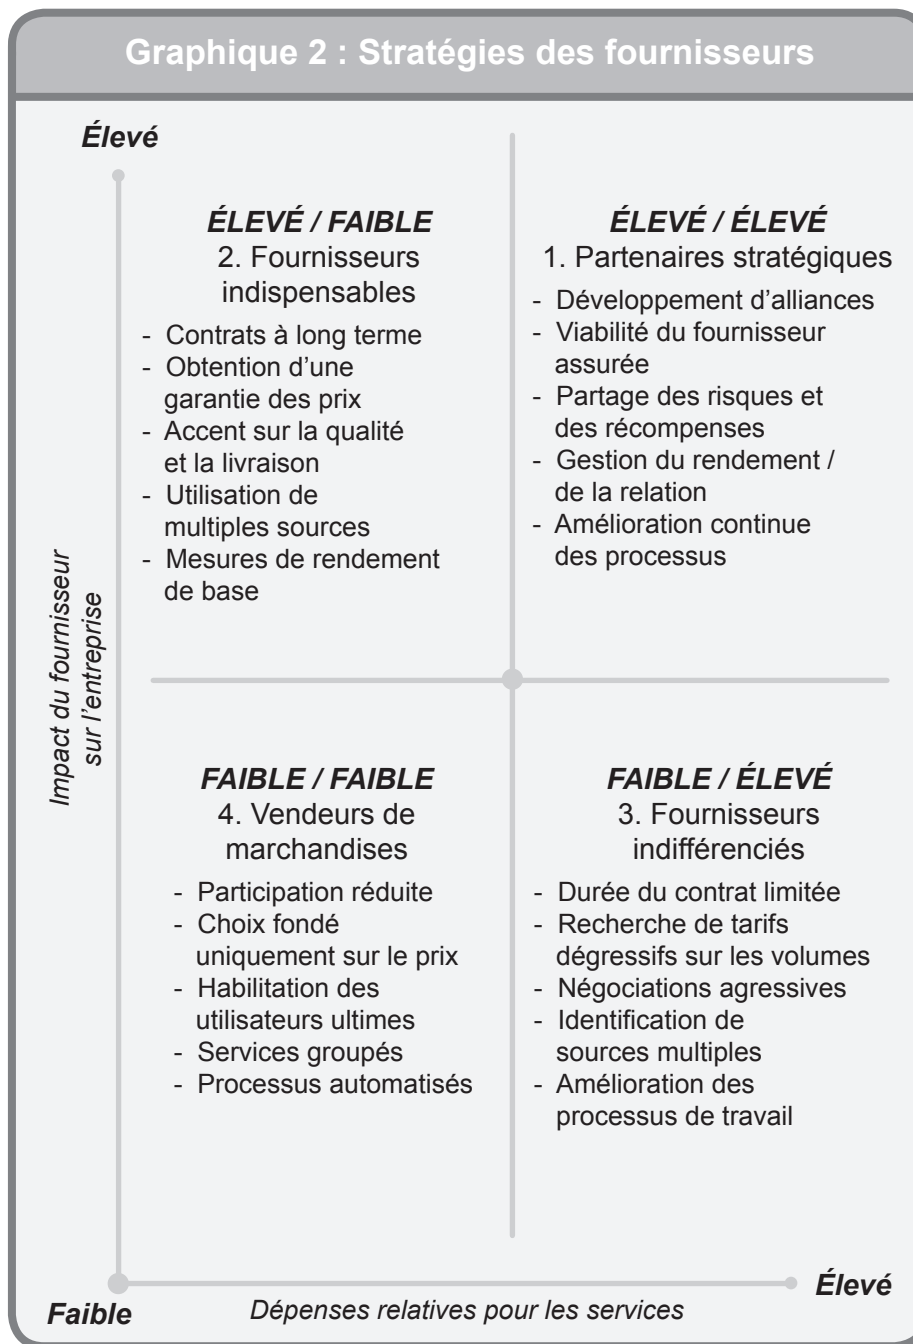 Graphique 2 : Stratégies des fournisseurs
Élevé
ÉLEVÉ / FAIBLE
2. Fournisseurs
indispensables
- Contrats à long terme
- Obtention d’une
garantie des prix
- Accent sur la qualité
et la livraison
- Utilisation de
multiples sources
- Mesures de rendement
de base
ÉLEVÉ / ÉLEVÉ
1. Partenaires stratégiques
- Développement d’alliances
- Viabilité du fournisseur
assurée
- Partage des risques et
des récompenses
- Gestion du rendement /
de la relation
- Amélioration continue
des processus
Impact du fournisseur
sur l’entreprise
FAIBLE / FAIBLE
4. Vendeurs de
marchandises
- Participation réduite
- Choix fondé
uniquement sur le prix
- Habilitation des
utilisateurs ultimes
- Services groupés
- Processus automatisés
FAIBLE / ÉLEVÉ
3. Fournisseurs
indifférenciés
- Durée du contrat limitée
- Recherche de tarifs
dégressifs sur les volumes
- Négociations agressives
- Identification de
sources multiples
- Amélioration des
processus de travail
Faible
Dépenses relatives pour les services
Élevé